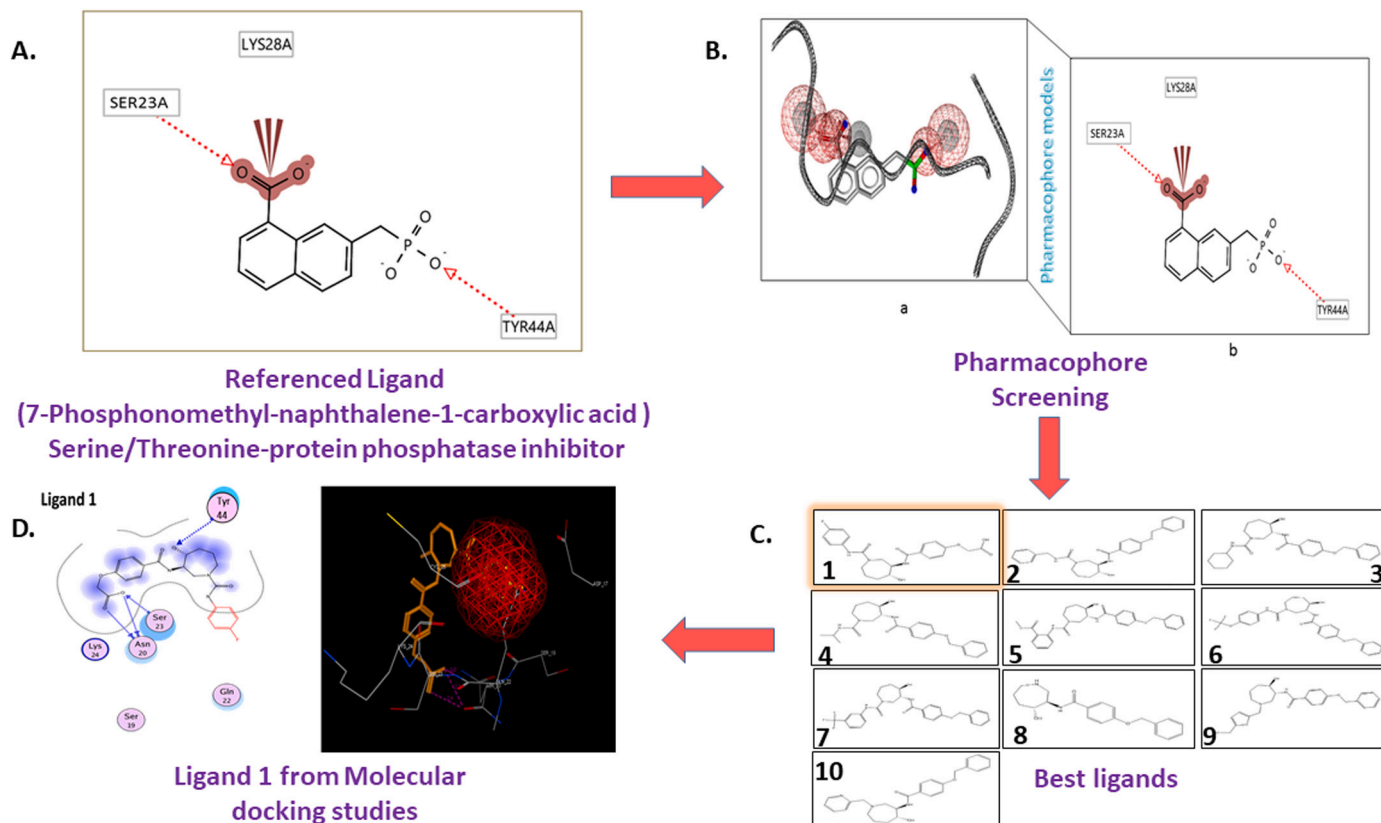 A.
LYS28A
SER23A
O
O
-
P
O
O
-
O
-
TYR44A
Referenced Ligand
(7-Phosphonomethyl-naphthalene-1-carboxylic acid )
Serine/Threonine-protein phosphatase inhibitor
B.
a
Pharmacophore models
LYS28A
SER23A
O
O
-
P
O
O
-
O
-
TYR44A
b
Pharmacophore
Screening
C.
1
2
3
4
5
6
7
8
9
10
Best ligands
D.
Ligand 1
Tyr
44
Ser
23
Lys
24
Asn
20
Gln
22
Ser
19
Ligand 1 from Molecular
docking studies